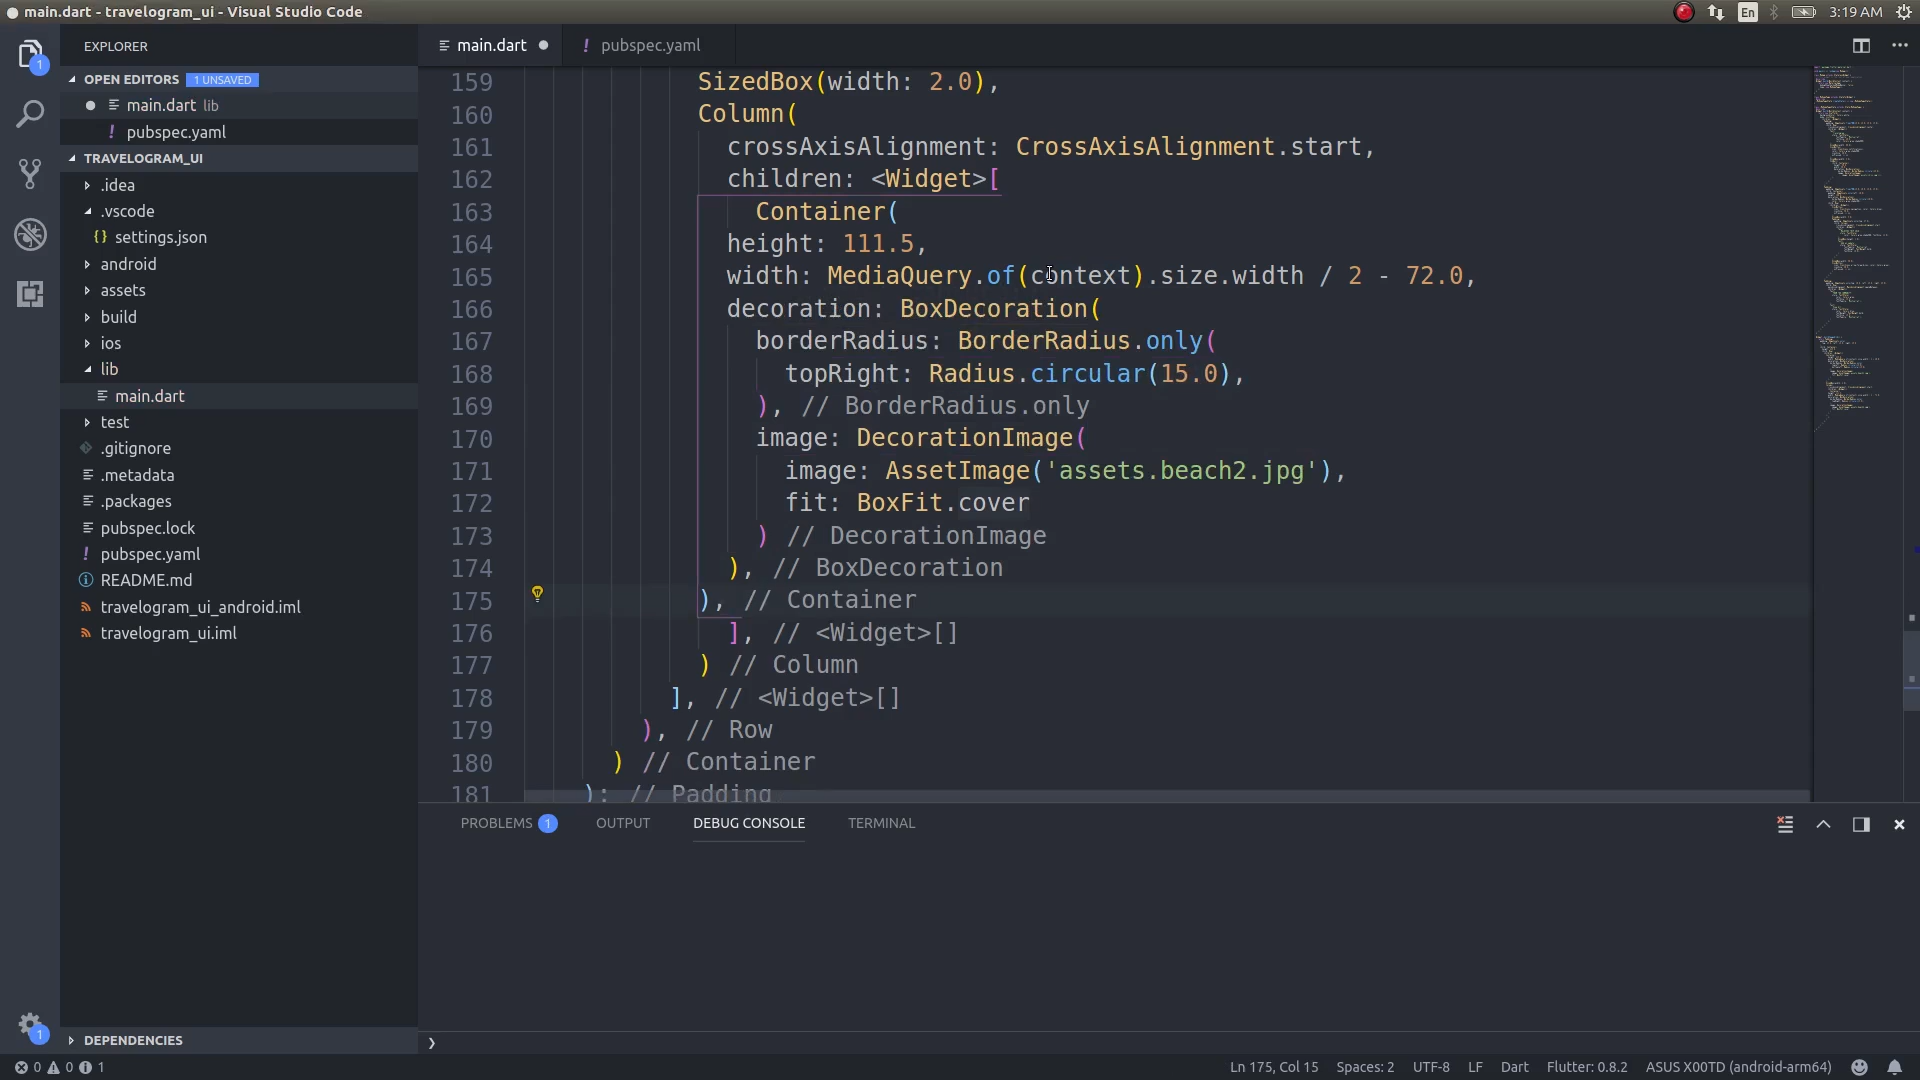 main.dart - travelogram_ui - Visual Studio Code
En
3:19 AM
EXPLORER
OPEN EDITORS 1 UNSAVED
main.dart lib
! pubspec.yaml
TRAVELOGRAM_UI
.idea
.vscode
{} settings.json
android
assets
build
ios
lib
main.dart
test
.gitignore
.metadata
.packages
pubspec.lock
! pubspec.yaml
README.md
travelogram_ui_android.iml
travelogram_ui.iml
DEPENDENCIES
1
1
main.dart
! pubspec.yaml
159 SizedBox(width: 2.0),
160 Column(
161 crossAxisAlignment: CrossAxisAlignment.start,
162 children: <Widget>[
163 Container(
164 height: 111.5,
165 width: MediaQuery.of(context).size.width / 2 - 72.0,
166 decoration: BoxDecoration(
167 borderRadius: BorderRadius.only(
168 topRight: Radius.circular(15.0),
169 ), // BorderRadius.only
170 image: DecorationImage(
171 image: AssetImage('assets.beach2.jpg'),
172 fit: BoxFit.cover
173 ) // DecorationImage
174 ), // BoxDecoration
175 ), // Container
176 ], // <Widget>[]
177 ) // Column
178 ], // <Widget>[]
179 ), // Row
180 ) // Container
181 ); // Padding
PROBLEMS 1 OUTPUT DEBUG CONSOLE TERMINAL
0 0 1
Ln 175, Col 15 Spaces: 2 UTF-8 LF Dart Flutter: 0.8.2 ASUS X00TD (android-arm64)